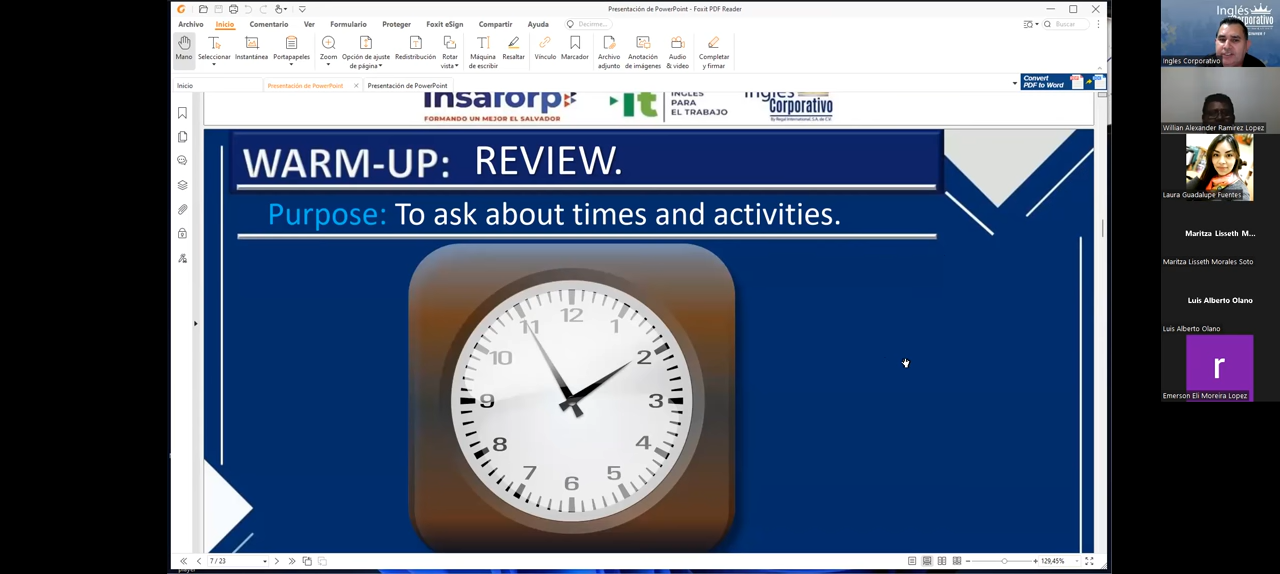 Presentación de PowerPoint - Foxit PDF Reader
Archivo Inicio Comentario Ver Formulario Proteger Foxit eSign Compartir Ayuda Decirme... Buscar
Mano Seleccionar Instantánea Portapapeles Zoom Opción de ajuste de página Redistribución Rotar vista Máquina de escribir Resaltar Vínculo Marcador Archivo adjunto Anotación de imágenes Audio & vídeo Completar y firmar
Inicio Presentación de PowerPoint Presentación de PowerPoint
Convert PDF to Word
insaforp
FORMANDO UN MEJOR EL SALVADOR
it
INGLÉS PARA EL TRABAJO
Inglés Corporativo
WARM-UP: REVIEW.
Purpose: To ask about times and activities.
12
11 1
10 2
9 3
8 4
7 5
6
7 / 23
129,45%
Inglés Corporativo
Ingles Corporativo
Willian Alexander Ramirez Lopez
Laura Guadalupe Fuentes
Maritza Lisseth M...
Maritza Lisseth Morales Soto
Luis Alberto Olano
Luis Alberto Olano
r
Emerson Eli Moreira Lopez